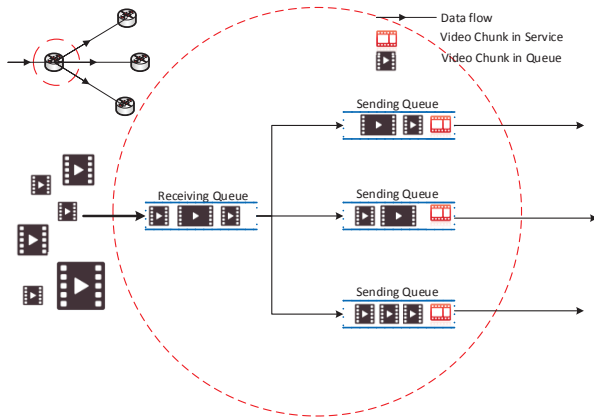 Data flow
Video Chunk in Service
Video Chunk in Queue
Sending Queue
Receiving Queue
Sending Queue
Sending Queue